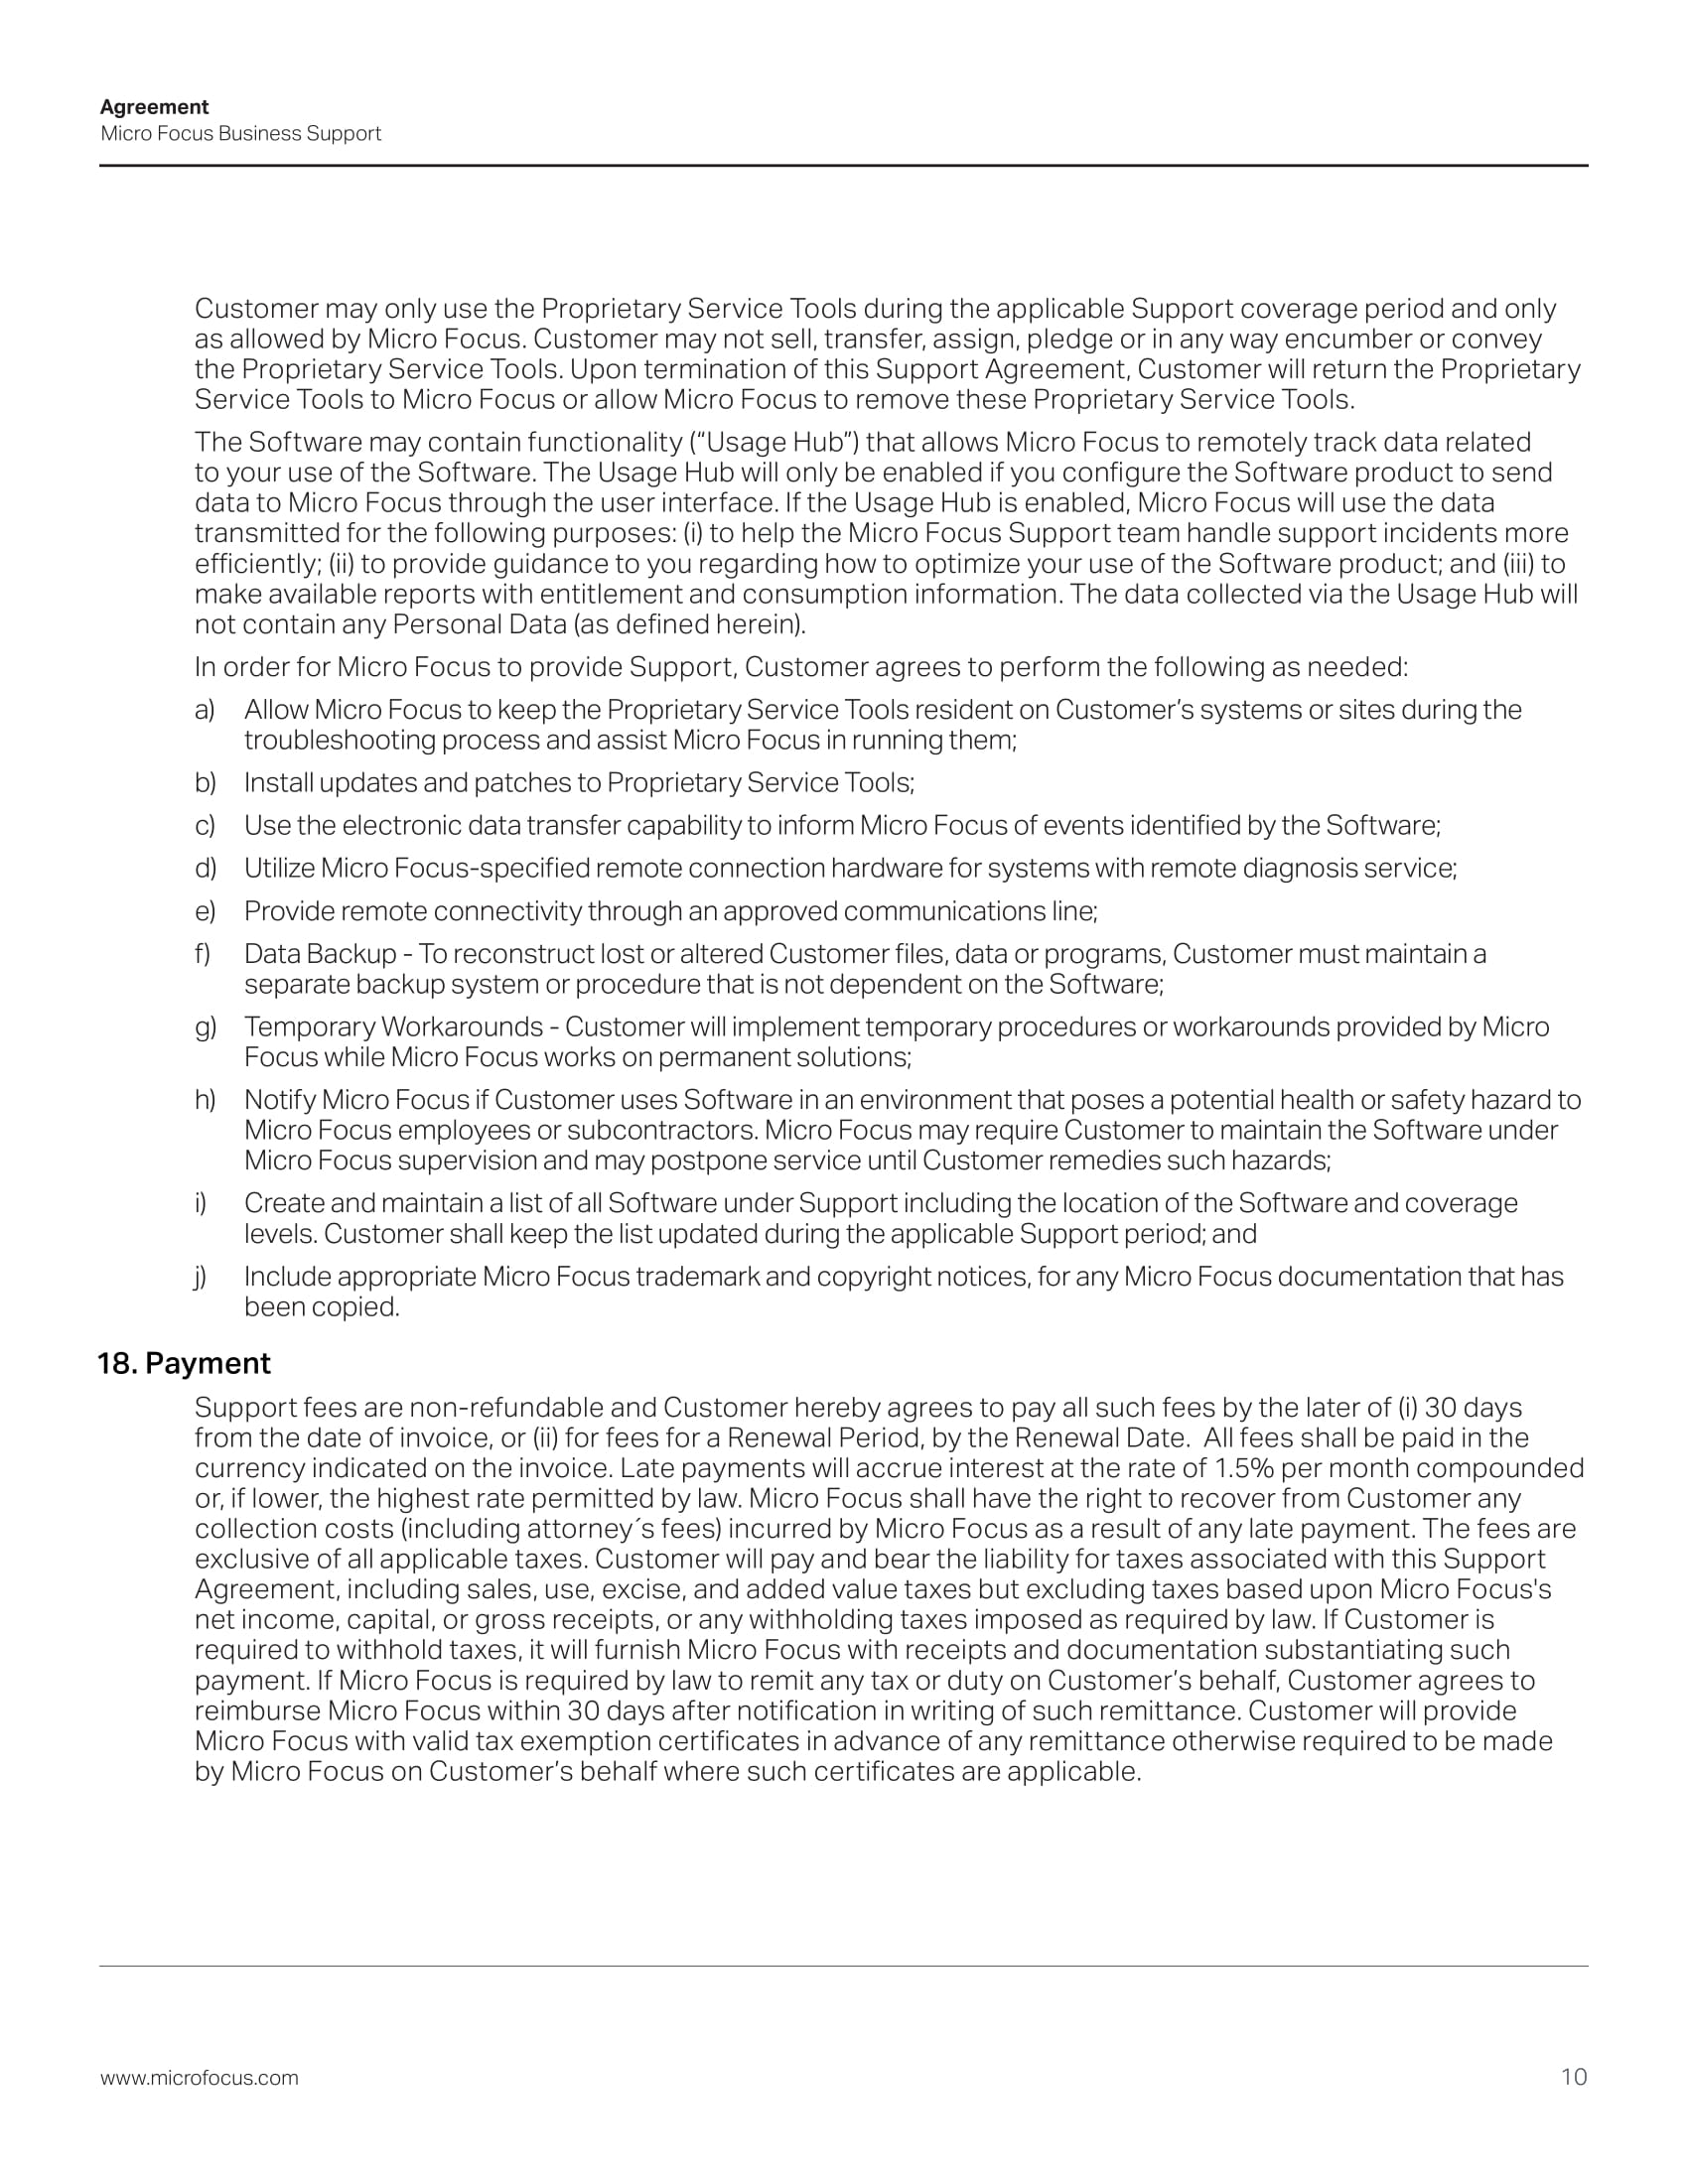 Agreement
Micro Focus Business Support
Customer may only use the Proprietary Service Tools during the applicable Support coverage period and only
as allowed by Micro Focus. Customer may not sell, transfer, assign, pledge or in any way encumber or convey
the Proprietary Service Tools. Upon termination of this Support Agreement, Customer will return the Proprietary
Service Tools to Micro Focus or allow Micro Focus to remove these Proprietary Service Tools.
The Software may contain functionality (“Usage Hub”) that allows Micro Focus to remotely track data related
to your use of the Software. The Usage Hub will only be enabled if you configure the Software product to send
data to Micro Focus through the user interface. If the Usage Hub is enabled, Micro Focus will use the data
transmitted for the following purposes: (i) to help the Micro Focus Support team handle support incidents more
efficiently; (ii) to provide guidance to you regarding how to optimize your use of the Software product; and (iii) to
make available reports with entitlement and consumption information. The data collected via the Usage Hub will
not contain any Personal Data (as defined herein).
In order for Micro Focus to provide Support, Customer agrees to perform the following as needed:
a) Allow Micro Focus to keep the Proprietary Service Tools resident on Customer’s systems or sites during the
troubleshooting process and assist Micro Focus in running them;
b) Install updates and patches to Proprietary Service Tools;
c) Use the electronic data transfer capability to inform Micro Focus of events identified by the Software;
d) Utilize Micro Focus-specified remote connection hardware for systems with remote diagnosis service;
e) Provide remote connectivity through an approved communications line;
f) Data Backup - To reconstruct lost or altered Customer files, data or programs, Customer must maintain a
separate backup system or procedure that is not dependent on the Software;
g) Temporary Workarounds - Customer will implement temporary procedures or workarounds provided by Micro
Focus while Micro Focus works on permanent solutions;
h) Notify Micro Focus if Customer uses Software in an environment that poses a potential health or safety hazard to
Micro Focus employees or subcontractors. Micro Focus may require Customer to maintain the Software under
Micro Focus supervision and may postpone service until Customer remedies such hazards;
i) Create and maintain a list of all Software under Support including the location of the Software and coverage
levels. Customer shall keep the list updated during the applicable Support period; and
j) Include appropriate Micro Focus trademark and copyright notices, for any Micro Focus documentation that has
been copied.
18. Payment
Support fees are non-refundable and Customer hereby agrees to pay all such fees by the later of (i) 30 days
from the date of invoice, or (ii) for fees for a Renewal Period, by the Renewal Date.  All fees shall be paid in the
currency indicated on the invoice. Late payments will accrue interest at the rate of 1.5% per month compounded
or, if lower, the highest rate permitted by law. Micro Focus shall have the right to recover from Customer any
collection costs (including attorney´s fees) incurred by Micro Focus as a result of any late payment. The fees are
exclusive of all applicable taxes. Customer will pay and bear the liability for taxes associated with this Support
Agreement, including sales, use, excise, and added value taxes but excluding taxes based upon Micro Focus's
net income, capital, or gross receipts, or any withholding taxes imposed as required by law. If Customer is
required to withhold taxes, it will furnish Micro Focus with receipts and documentation substantiating such
payment. If Micro Focus is required by law to remit any tax or duty on Customer’s behalf, Customer agrees to
reimburse Micro Focus within 30 days after notification in writing of such remittance. Customer will provide
Micro Focus with valid tax exemption certificates in advance of any remittance otherwise required to be made
by Micro Focus on Customer’s behalf where such certificates are applicable.
www.microfocus.com
10